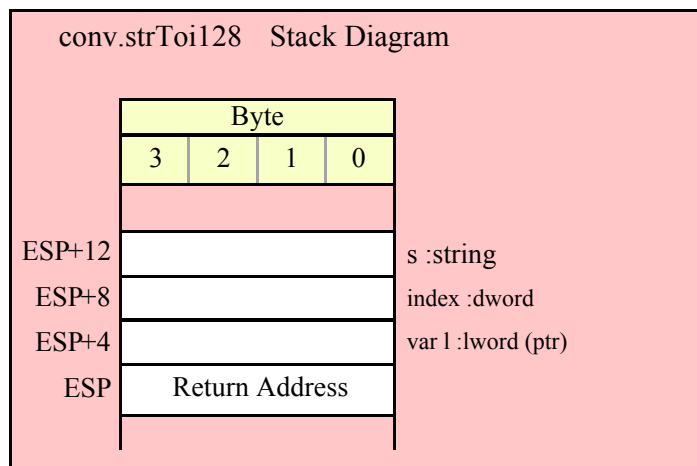 conv.strToi128 Stack Diagram
Byte
3 2 1 0
ESP+12 s :string
ESP+8 index :dword
ESP+4 var l :lword (ptr)
ESP Return Address